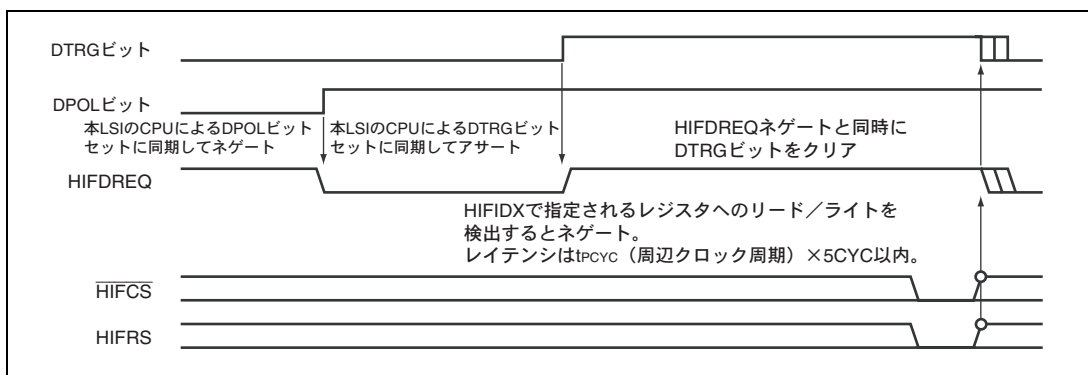 DTRGビット
DPOLビット
本LSIのCPUによるDPOLビット
セットに同期してネゲート
本LSIのCPUによるDTRGビット
セットに同期してアサート
HIFDREQネゲートと同時に
DTRGビットをクリア
HIFDREQ
HIFIDXで指定されるレジスタへのリード／ライトを
検出するとネゲート。
レイテンシはtPCYC（周辺クロック周期）×5CYC以内。
HIFCS
HIFRS